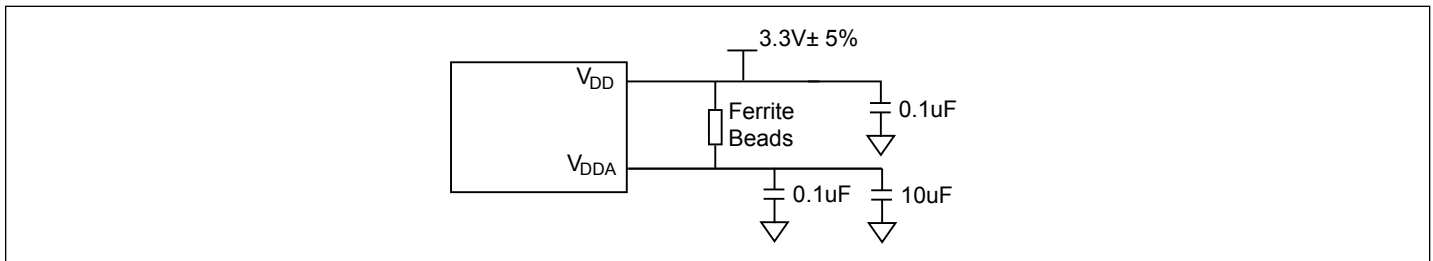 3.3V± 5%
VDD
Ferrite
Beads
0.1uF
VDDA
0.1uF
10uF